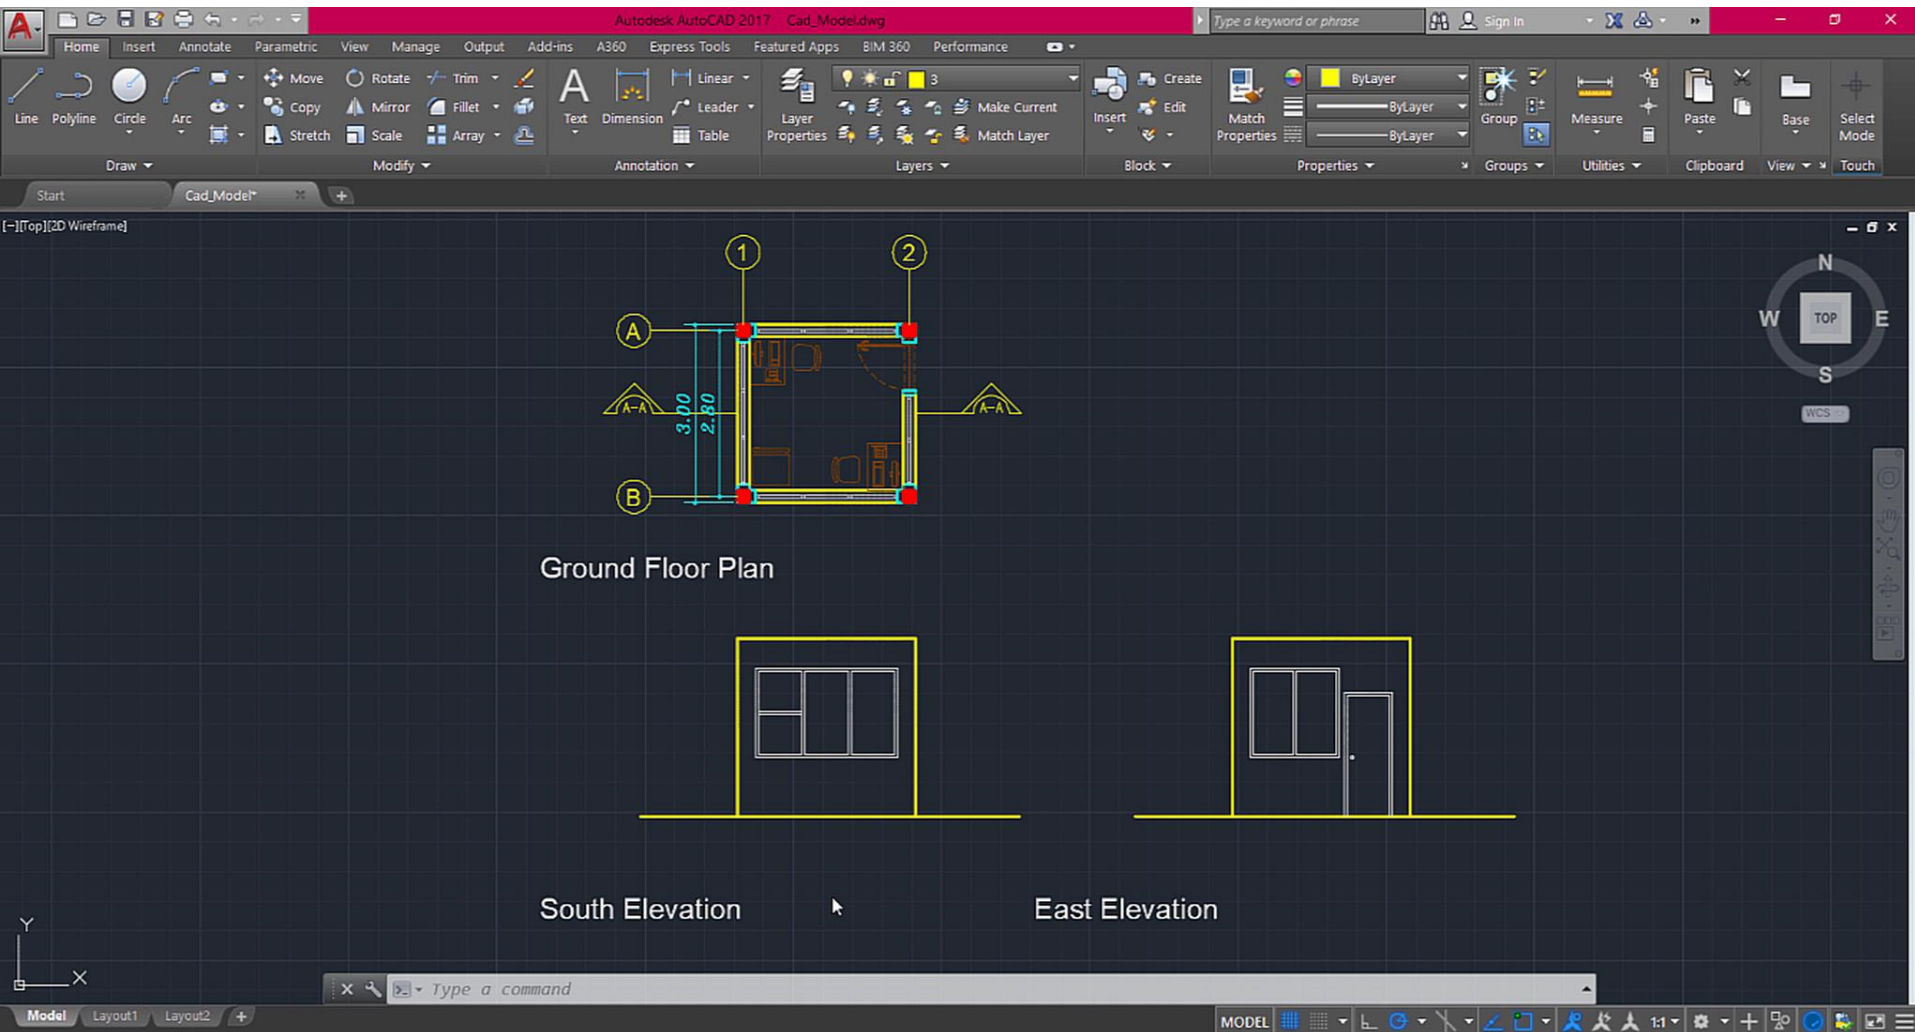 Autodesk AutoCAD 2017 Cad_Model.dwg
Type a keyword or phrase
Sign In
Home Insert Annotate Parametric View Manage Output Add-ins A360 Express Tools Featured Apps BIM 360 Performance
Line Polyline Circle Arc
Move Rotate Trim
Copy Mirror Fillet
Stretch Scale Array
Text Dimension
Linear
Leader
Table
Layer Properties
3
Make Current
Match Layer
Insert
Create
Edit
Match Properties
ByLayer
ByLayer
ByLayer
Group
Measure
Paste
Base
Select Mode
Draw Modify Annotation Layers Block Properties Groups Utilities Clipboard View Touch
Start Cad_Model*
[−][Top][2D Wireframe]
1 2
A
A-A
3.00
2.80
A-A
B
Ground Floor Plan
N
W TOP E
S
WCS
South Elevation
East Elevation
Y
X
Type a command
Model Layout1 Layout2
MODEL
1:1